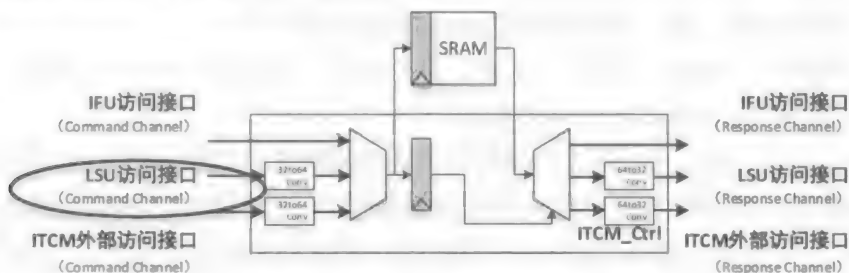 SRAM
IFU访问接口
(Command Channel)
IFU访问接口
(Response Channel)
LSU访问接口
(Command Channel)
32to64
conv
64to32
conv
LSU访问接口
(Response Channel)
32to64
conv
64to32
conv
ITCM_Ctrl
ITCM外部访问接口
(Command Channel)
ITCM外部访问接口
(Response Channel)